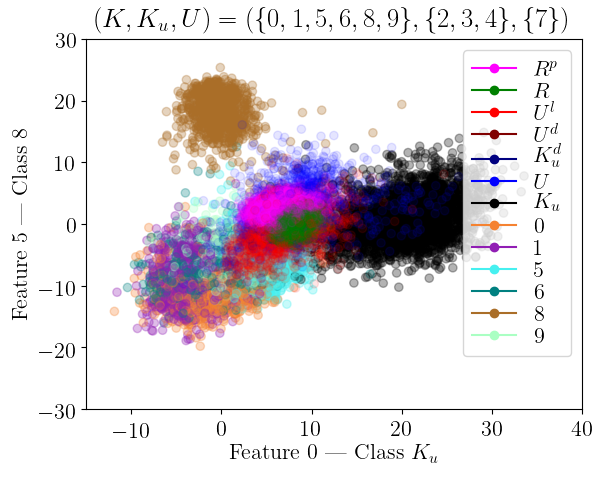 (K, K_u, U) = ({0, 1, 5, 6, 8, 9}, {2, 3, 4}, {7})
30
20
10
0
−10
−20
−30
Feature 5 — Class 8
R^p
R
U^l
U^d
K_u^d
U
K_u
0
1
5
6
8
9
−10
0
10
20
30
40
Feature 0 — Class K_u